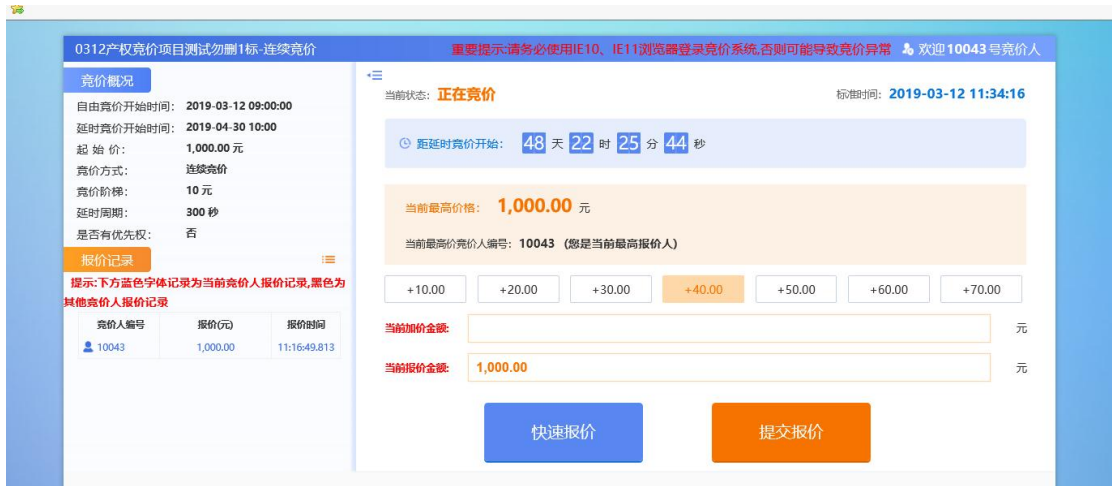 0312产权竞价项目测试勿删1标-连续竞价
重要提示:请务必使用IE10、IE11浏览器登录竞价系统,否则可能导致竞价异常 欢迎10043号竞价人
竞价概况
自由竞价开始时间: 2019-03-12 09:00:00
延时竞价开始时间: 2019-04-30 10:00
起 始 价: 1,000.00 元
竞价方式: 连续竞价
竞价阶梯: 10 元
延时周期: 300 秒
是否有优先权: 否
报价记录
提示:下方蓝色字体记录为当前竞价人报价记录,黑色为
其他竞价人报价记录
竞价人编号 报价(元) 报价时间
10043 1,000.00 11:16:49.813
当前状态: 正在竞价 标准时间: 2019-03-12 11:34:16
距延时竞价开始: 48 天 22 时 25 分 44 秒
当前最高价格: 1,000.00 元
当前最高价竞价人编号: 10043 (您是当前最高报价人)
+10.00 +20.00 +30.00 +40.00 +50.00 +60.00 +70.00
当前加价金额: 元
当前报价金额: 1,000.00 元
快速报价 提交报价